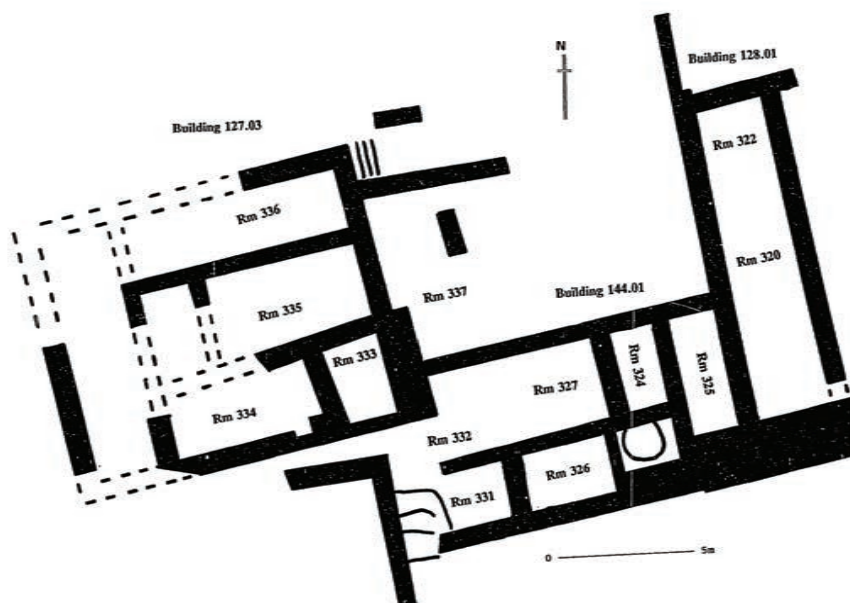 N
Building 128.01
Building 127.03
Rm 322
Rm 336
Rm 320
Rm 337
Building 144.01
Rm 335
Rm 333
Rm 324
Rm 325
Rm 327
Rm 334
Rm 332
Rm 326
Rm 331
0 5m